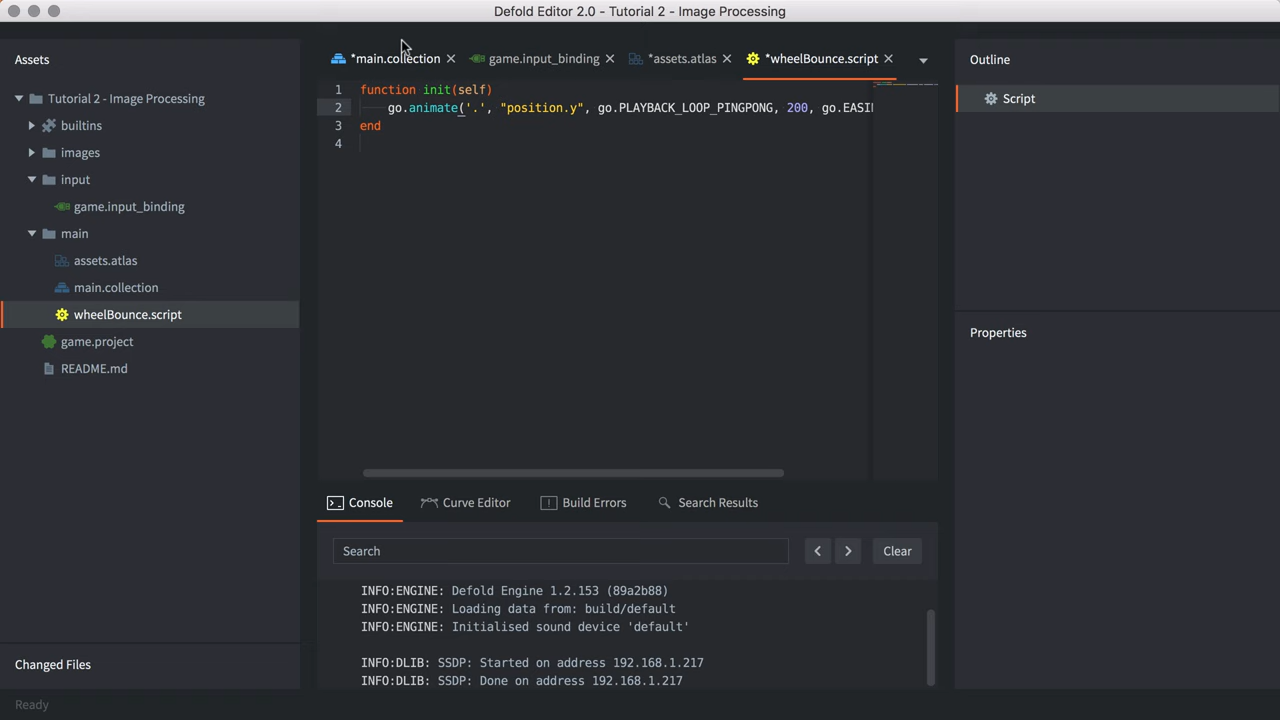 Defold Editor 2.0 - Tutorial 2 - Image Processing
Assets
Tutorial 2 - Image Processing
builtins
images
input
game.input_binding
main
assets.atlas
main.collection
wheelBounce.script
game.project
README.md
Changed Files
Ready
*main.collection game.input_binding *assets.atlas *wheelBounce.script
1 function init(self)
2 go.animate('.', "position.y", go.PLAYBACK_LOOP_PINGPONG, 200, go.EASIN
3 end
4
Console Curve Editor Build Errors Search Results
Search Clear
INFO:ENGINE: Defold Engine 1.2.153 (89a2b88)
INFO:ENGINE: Loading data from: build/default
INFO:ENGINE: Initialised sound device 'default'
INFO:DLIB: SSDP: Started on address 192.168.1.217
INFO:DLIB: SSDP: Done on address 192.168.1.217
Outline
Script
Properties